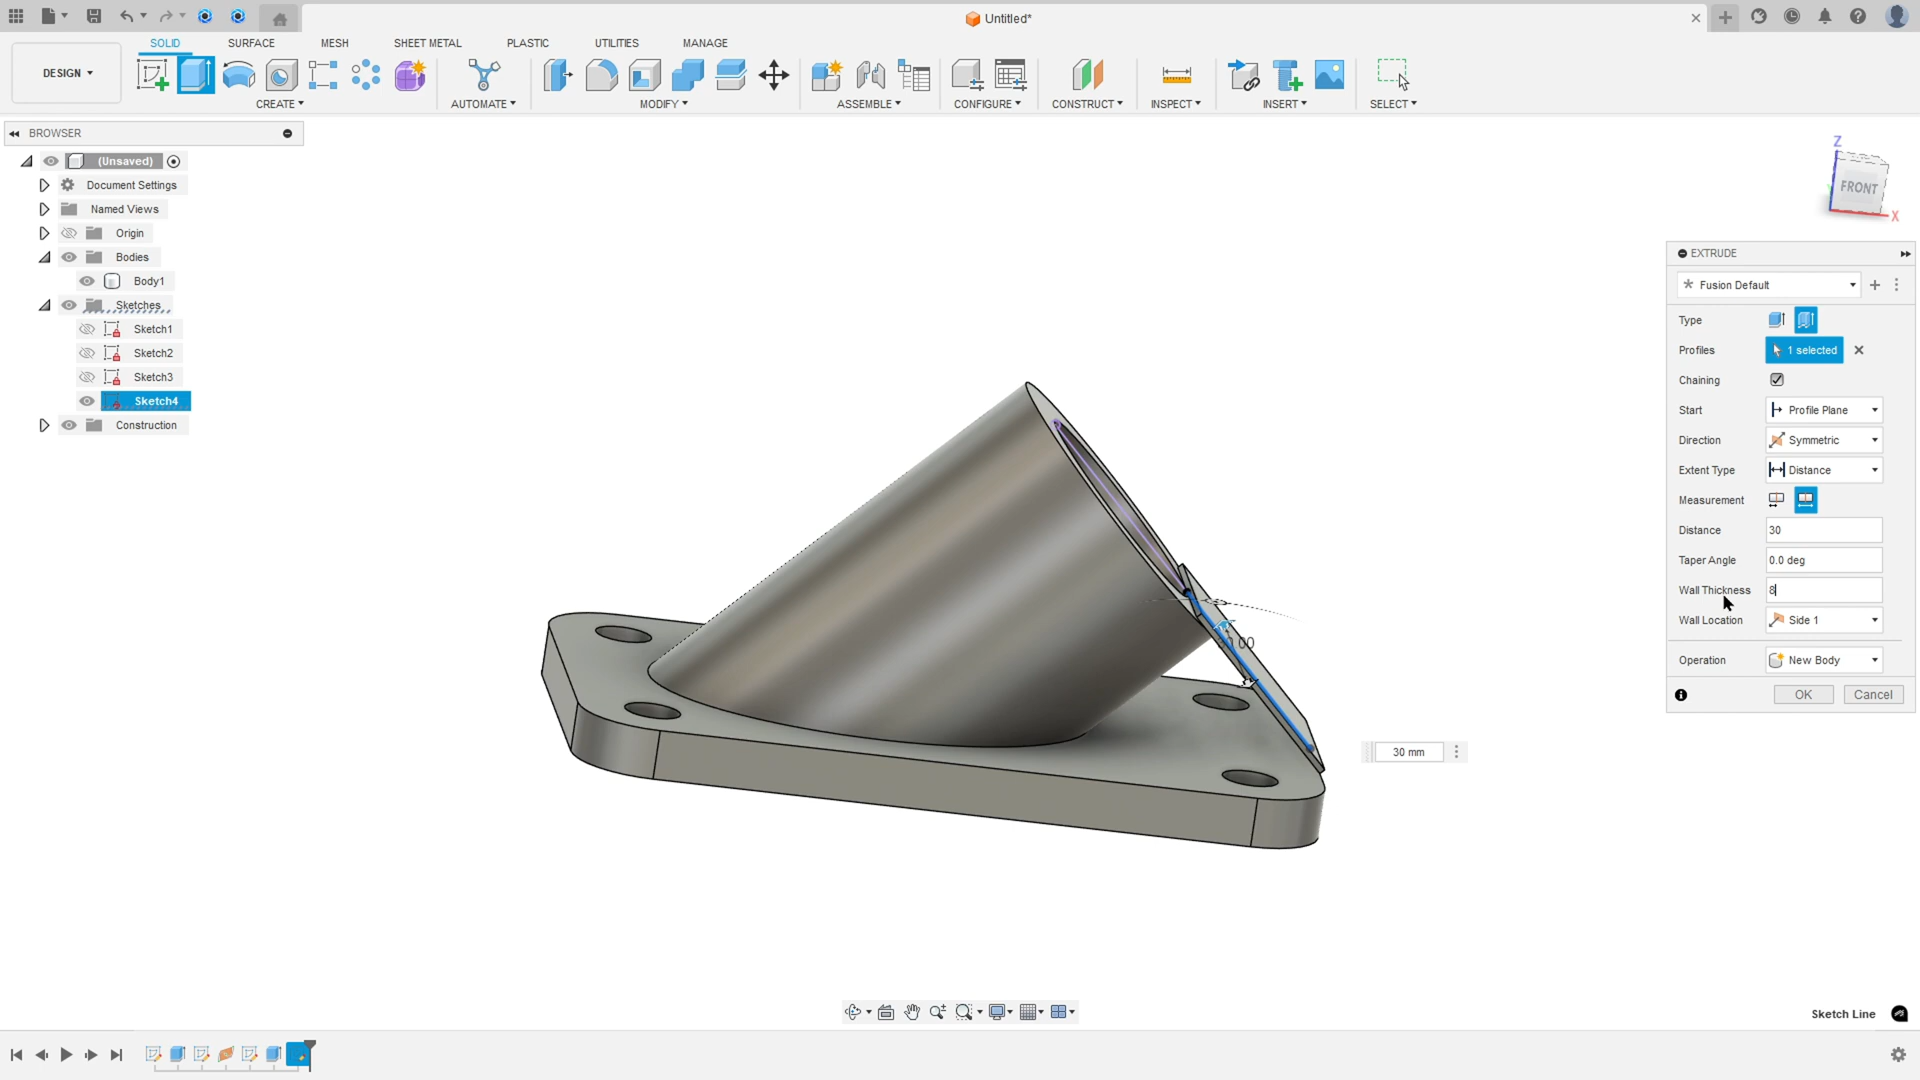 Untitled*
DESIGN
SOLID
SURFACE
MESH
SHEET METAL
PLASTIC
UTILITIES
MANAGE
CREATE
AUTOMATE
MODIFY
ASSEMBLE
CONFIGURE
CONSTRUCT
INSPECT
INSERT
SELECT
BROWSER
(Unsaved)
Document Settings
Named Views
Origin
Bodies
Body1
Sketches
Sketch1
Sketch2
Sketch3
Sketch4
Construction
Z
FRONT
X
EXTRUDE
* Fusion Default
Type
Profiles 1 selected
Chaining
Start Profile Plane
Direction Symmetric
Extent Type Distance
Measurement
Distance 30
Taper Angle 0.0 deg
Wall Thickness 8
Wall Location Side 1
Operation New Body
OK Cancel
30 mm
Sketch Line